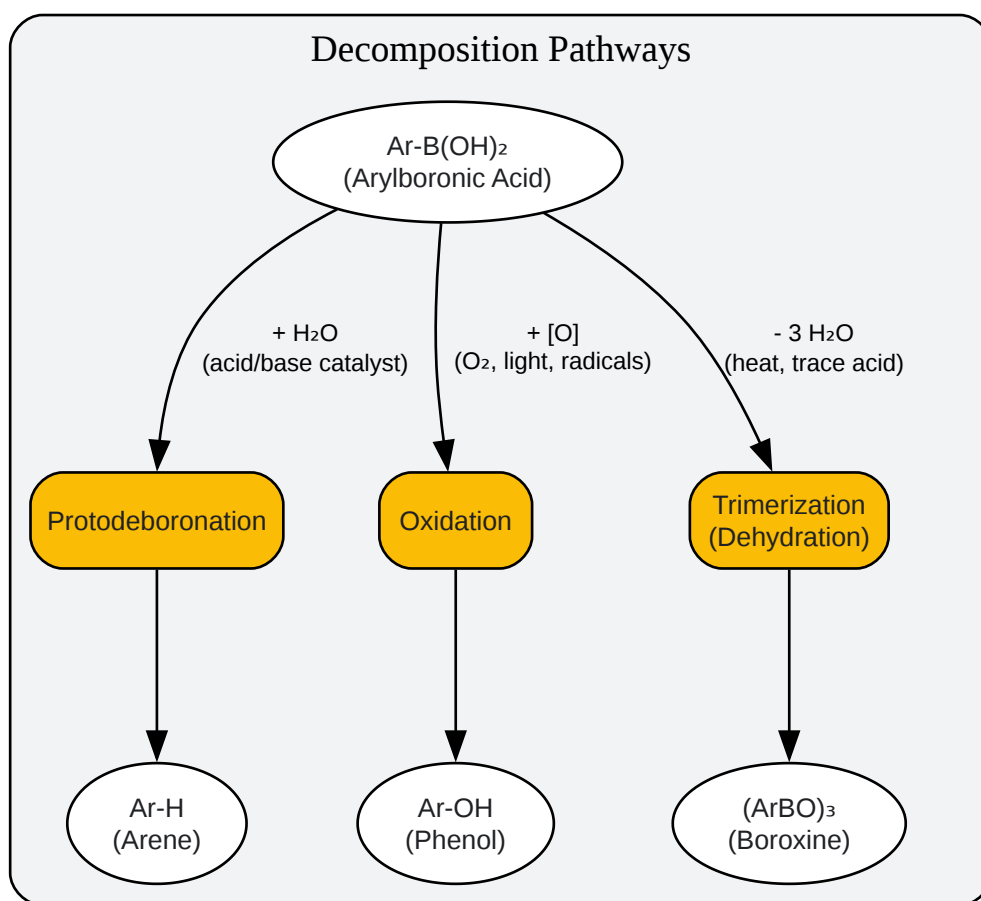 Decomposition Pathways
Ar-B(OH)₂
(Arylboronic Acid)
+ H₂O
(acid/base catalyst)
+ [O]
(O₂, light, radicals)
- 3 H₂O
(heat, trace acid)
Protodeboronation
Oxidation
Trimerization
(Dehydration)
Ar-H
(Arene)
Ar-OH
(Phenol)
(ArBO)₃
(Boroxine)